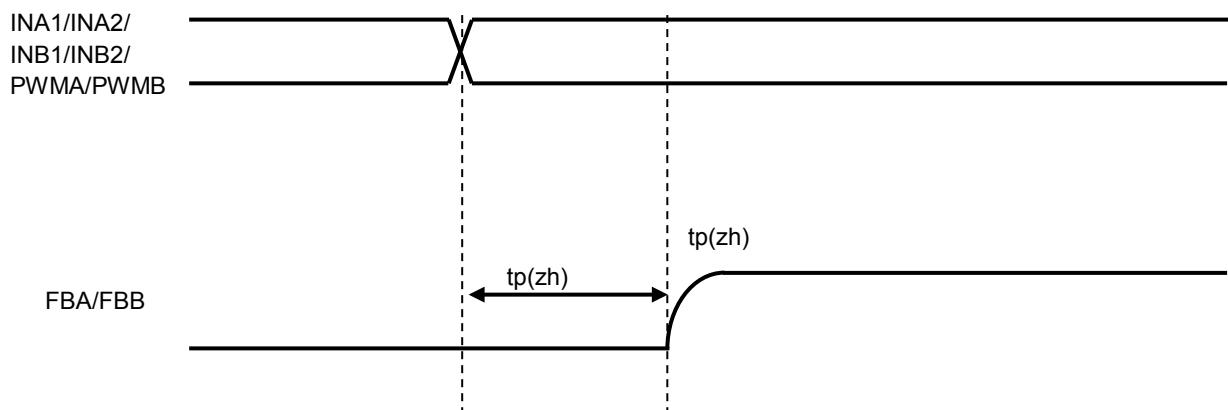 INA1/INA2/
INB1/INB2/
PWMA/PWMB
tp(zh)
tp(zh)
FBA/FBB